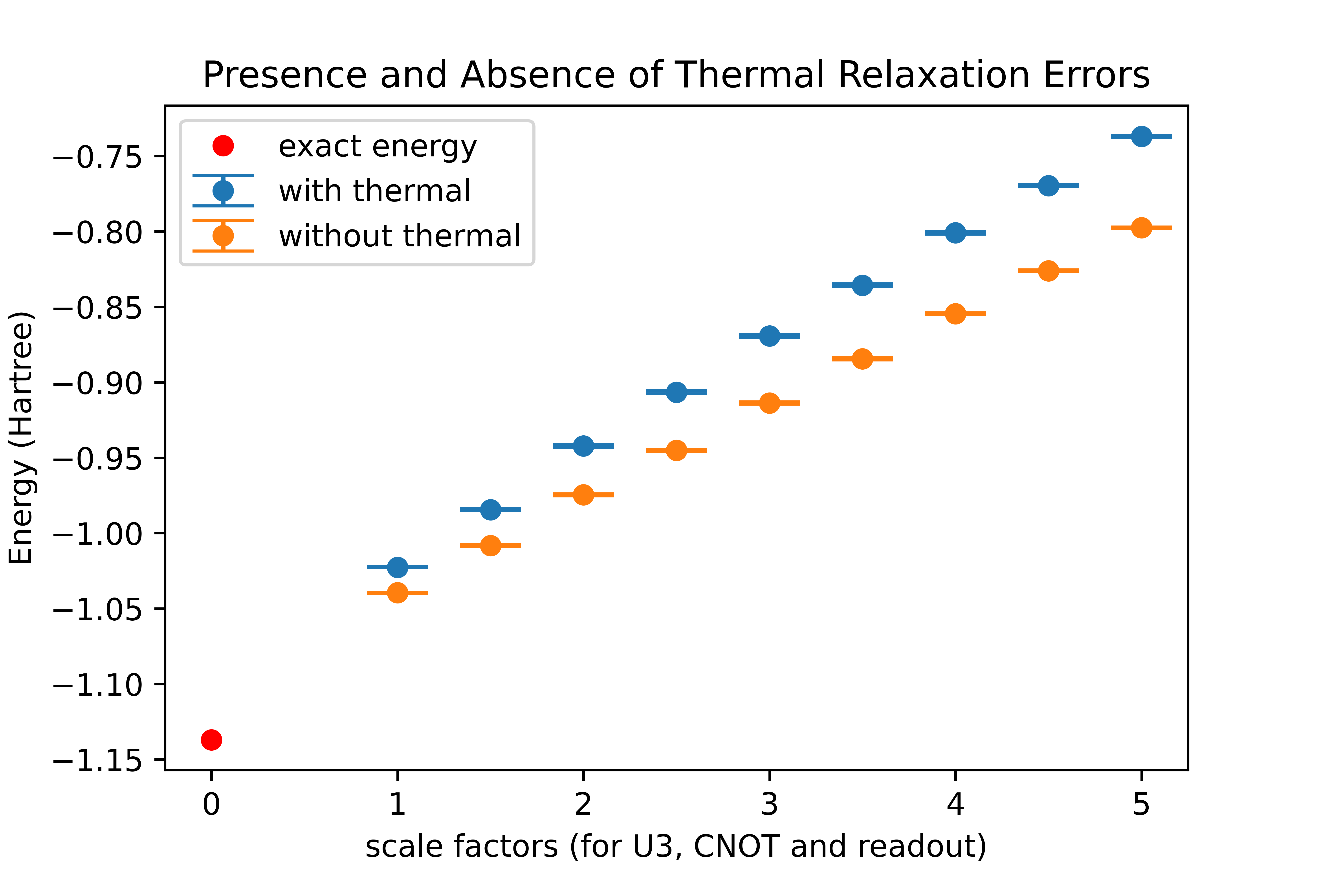 Presence and Absence of Thermal Relaxation Errors
exact energy
with thermal
without thermal
Energy (Hartree)
−0.75
−0.80
−0.85
−0.90
−0.95
−1.00
−1.05
−1.10
−1.15
0 1 2 3 4 5
scale factors (for U3, CNOT and readout)